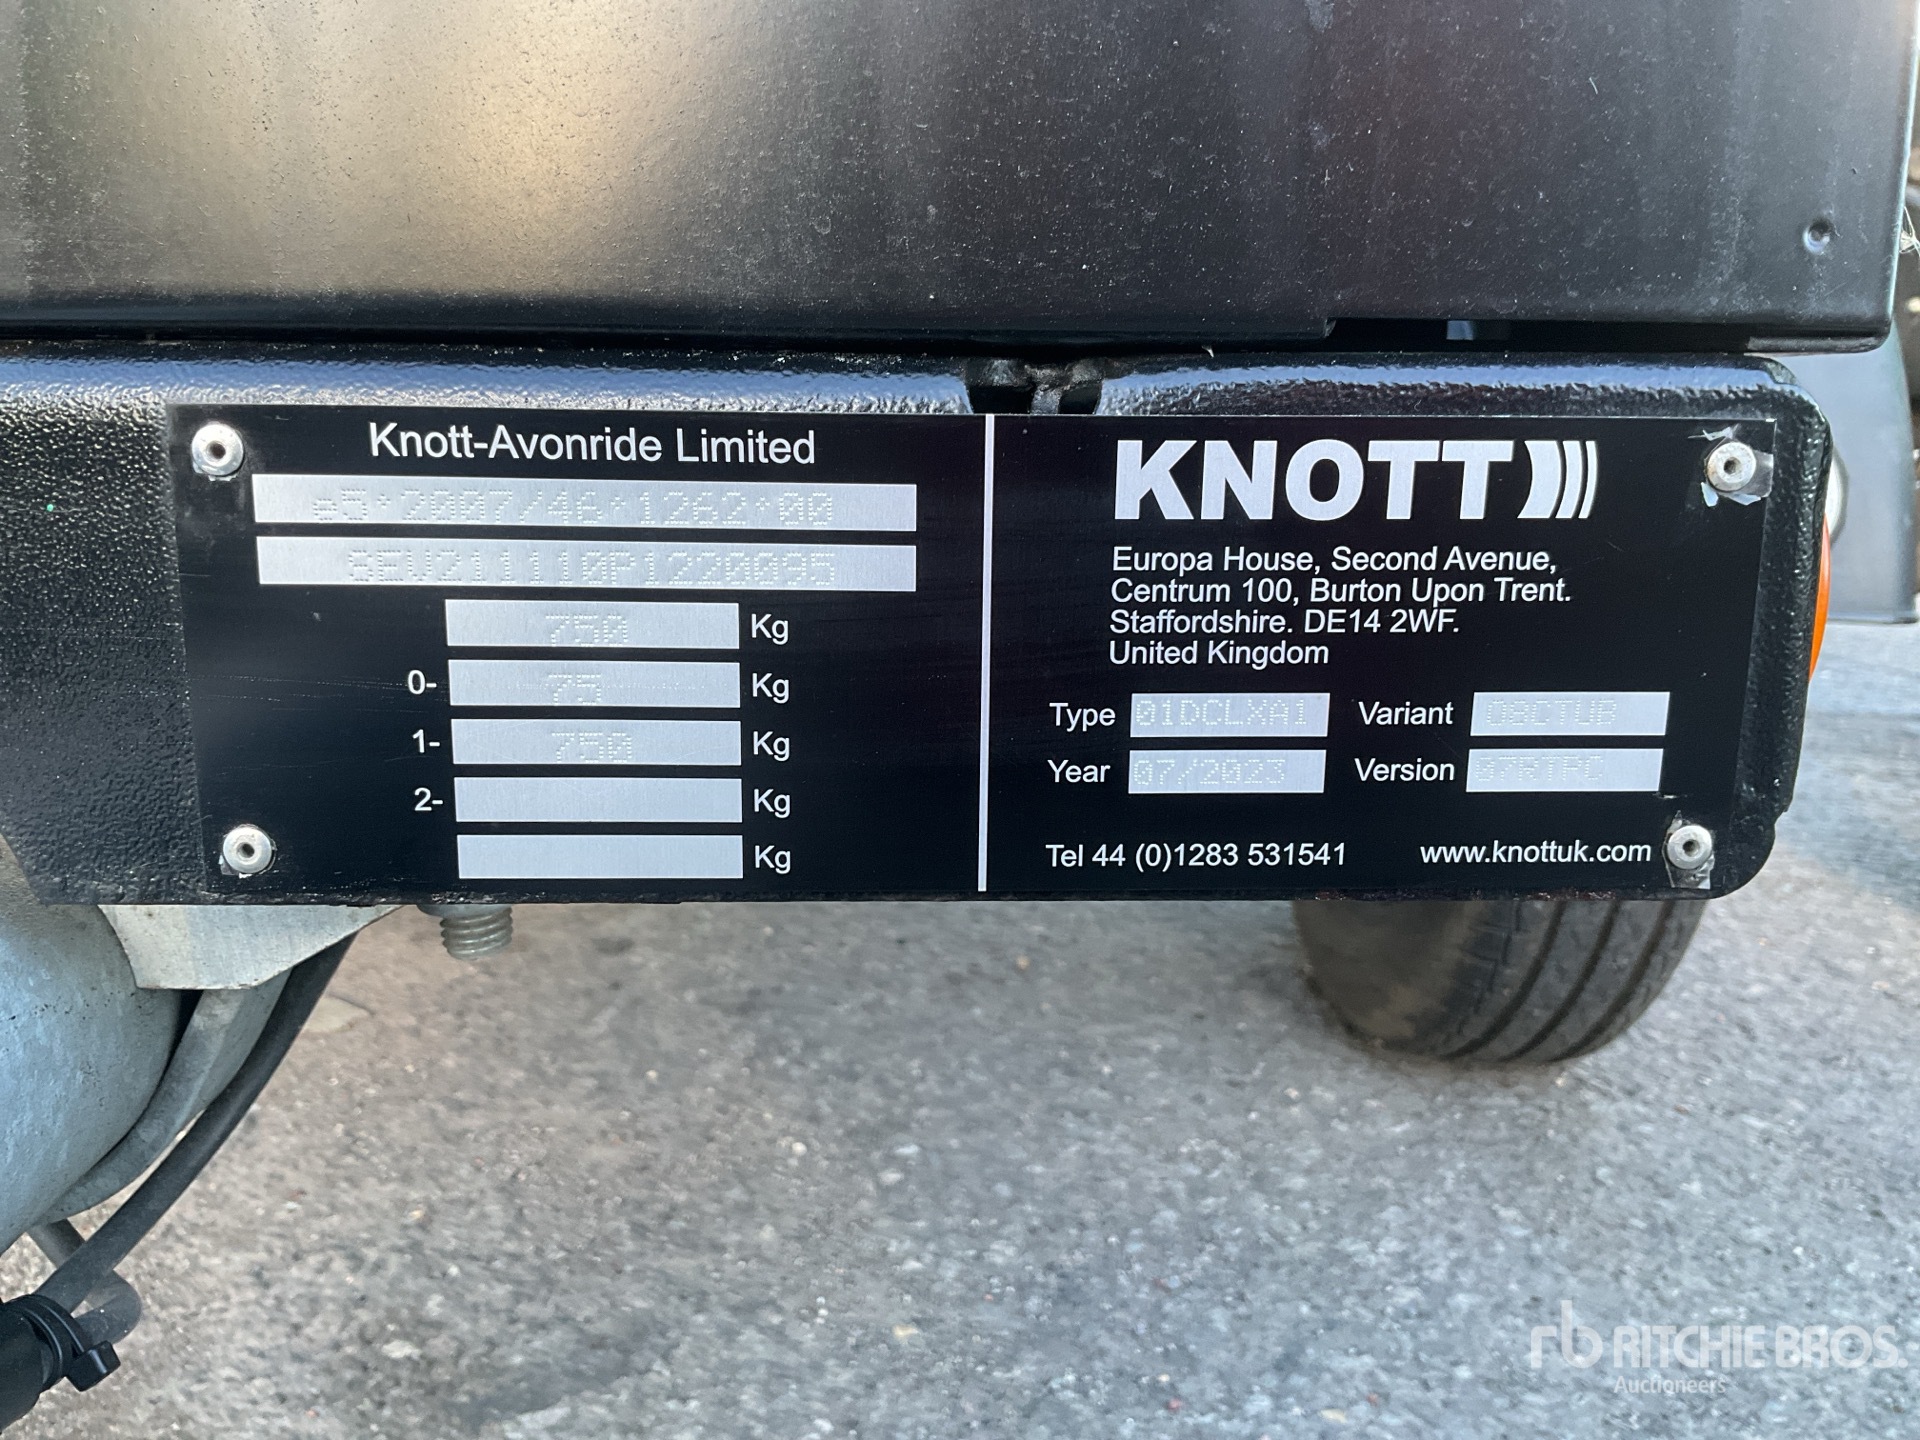 Knott-Avonride Limited
e5*2007/46*1262*00
750 Kg
0- 75 Kg
1- 750 Kg
2- Kg
Kg
KNOTT
Europa House, Second Avenue,
Centrum 100, Burton Upon Trent.
Staffordshire. DE14 2WF.
United Kingdom
Type 01DCLXA1 Variant 08CTUB
Year 07/2023 Version
Tel 44 (0)1283 531541 www.knottuk.com
rb RITCHIE BROS.
Auctioneers